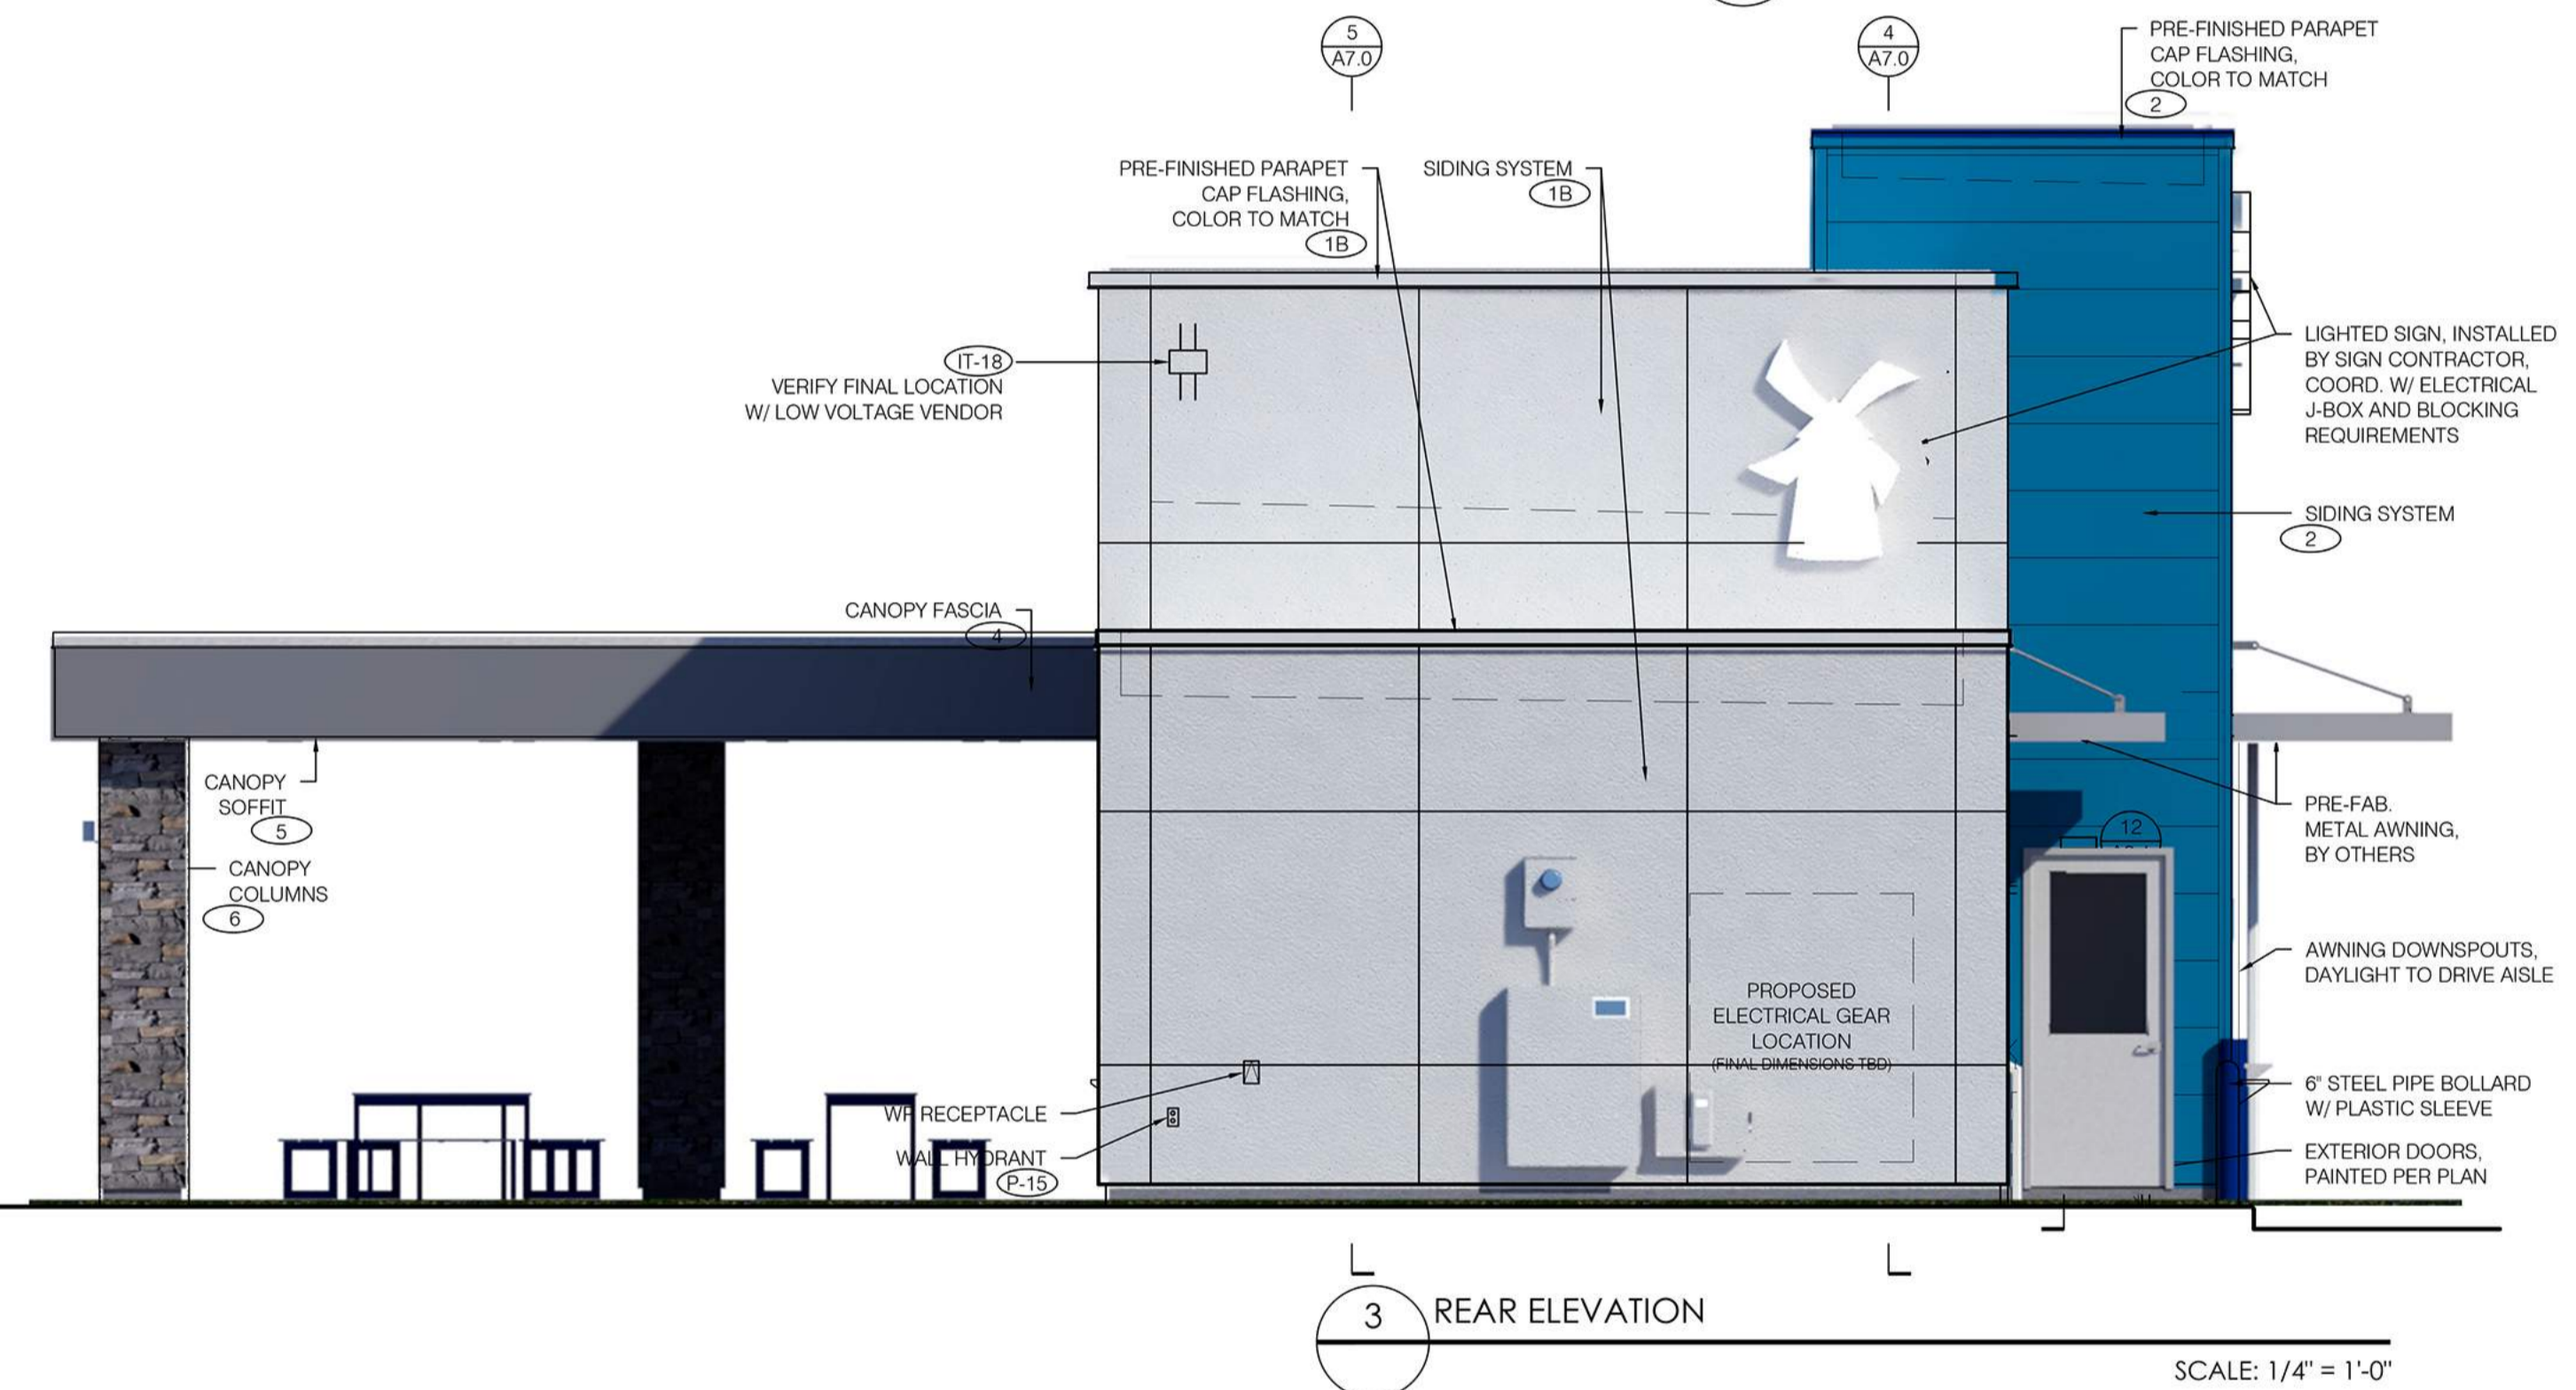 5
A7.0
4
A7.0
PRE-FINISHED PARAPET
CAP FLASHING,
COLOR TO MATCH
2
PRE-FINISHED PARAPET
CAP FLASHING,
COLOR TO MATCH
1B
SIDING SYSTEM
1B
IT-18
VERIFY FINAL LOCATION
W/ LOW VOLTAGE VENDOR
LIGHTED SIGN, INSTALLED
BY SIGN CONTRACTOR,
COORD. W/ ELECTRICAL
J-BOX AND BLOCKING
REQUIREMENTS
SIDING SYSTEM
2
CANOPY FASCIA
4
CANOPY
SOFFIT
5
CANOPY
COLUMNS
6
PRE-FAB.
METAL AWNING,
BY OTHERS
12
AWNING DOWNSPOUTS,
DAYLIGHT TO DRIVE AISLE
PROPOSED
ELECTRICAL GEAR
LOCATION
(FINAL DIMENSIONS TBD)
WP RECEPTACLE
WALL HYDRANT
P-15
6" STEEL PIPE BOLLARD
W/ PLASTIC SLEEVE
EXTERIOR DOORS,
PAINTED PER PLAN
3
REAR ELEVATION
SCALE: 1/4" = 1'-0"